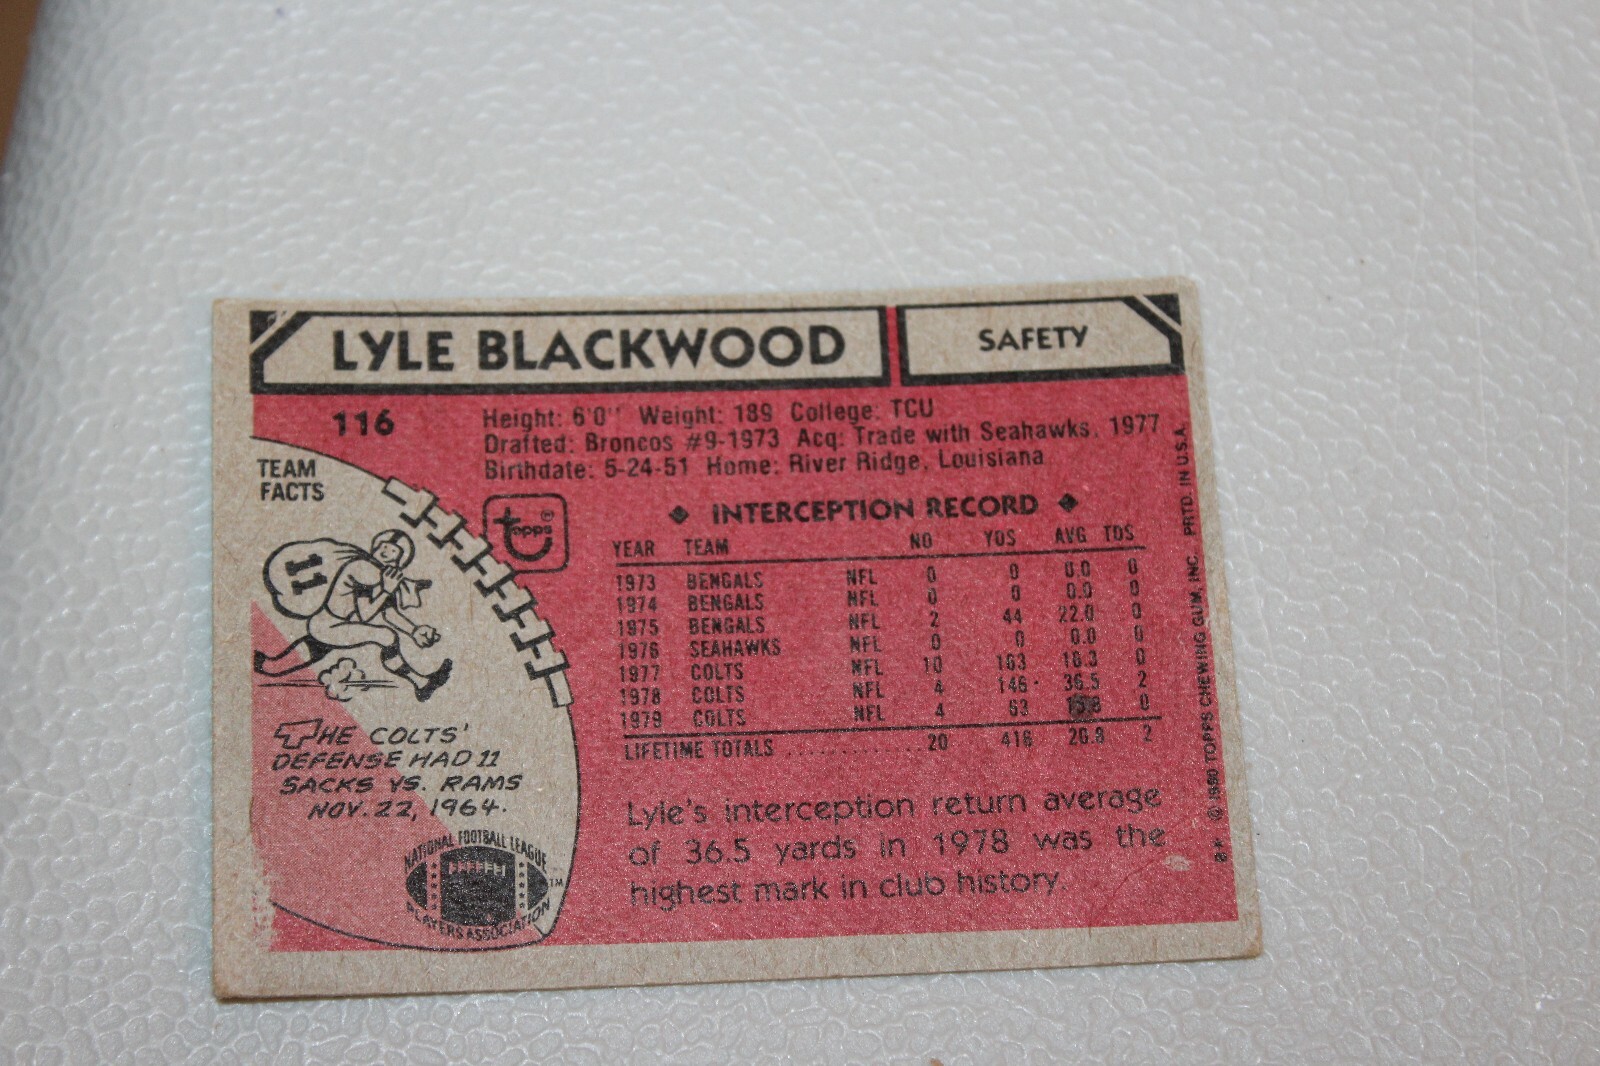 LYLE BLACKWOOD
SAFETY
116
Height: 6'0" Weight: 189 College: TCU
Drafted: Broncos #9-1973 Acq: Trade with Seahawks, 1977
Birthdate: 5-24-51 Home: River Ridge, Louisiana
TEAM
FACTS
11
THE COLTS'
DEFENSE HAD 11
SACKS VS. RAMS
NOV. 22, 1964.
NATIONAL FOOTBALL LEAGUE
PLAYERS ASSOCIATION
TM
topps®
◆ INTERCEPTION RECORD ◆
YEAR TEAM NO YDS AVG TDS
1973 BENGALS NFL 0 0 0.0 0
1974 BENGALS NFL 0 0 0.0 0
1975 BENGALS NFL 2 44 22.0 0
1976 SEAHAWKS NFL 0 0 0.0 0
1977 COLTS NFL 10 163 16.3 0
1978 COLTS NFL 4 146 36.5 2
1979 COLTS NFL 4 63 15.8 0
LIFETIME TOTALS 20 416 20.8 2
Lyle's interception return average
of 36.5 yards in 1978 was the
highest mark in club history.
© 1980 TOPPS CHEWING GUM, INC. PRTD. IN U.S.A.